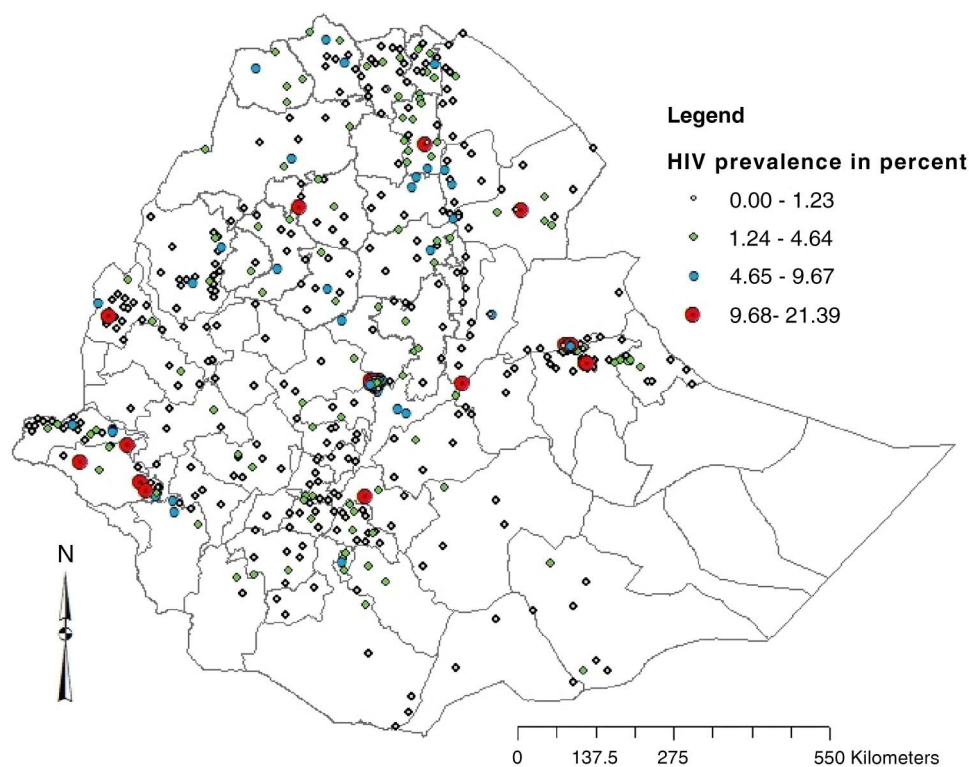 Legend
HIV prevalence in percent
0.00 - 1.23
1.24 - 4.64
4.65 - 9.67
9.68- 21.39
N
0 137.5 275 550 Kilometers